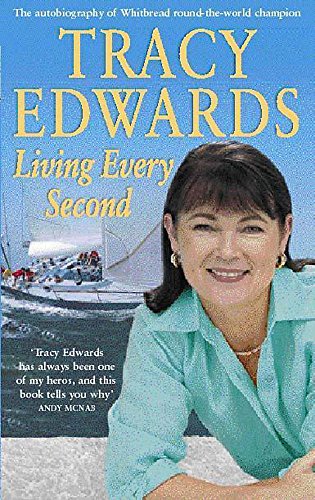 The autobiography of Whitbread round-the-world champion
TRACY
EDWARDS
Living Every
Second
‘Tracy Edwards
has always been one
of my heros, and this
book tells you why’
ANDY MCNAB